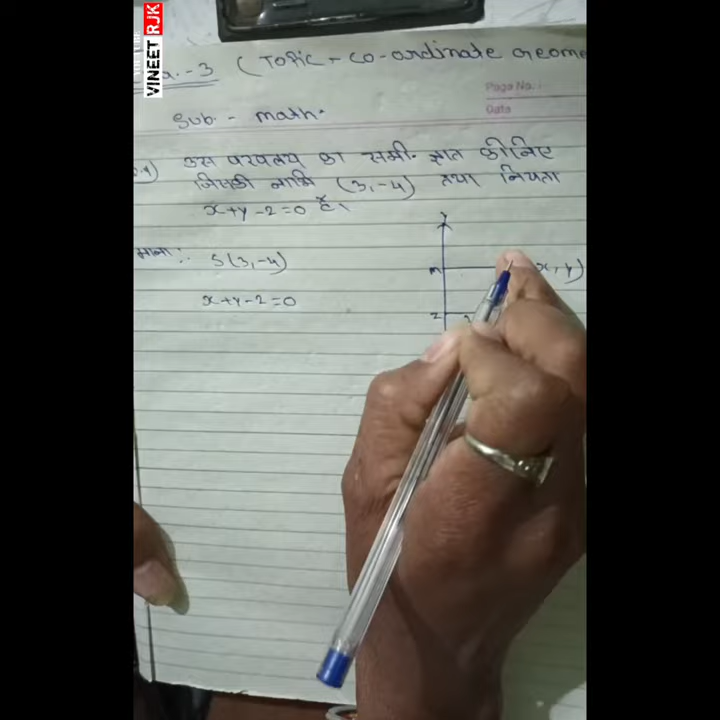 VINEET RJK
.-3 (Topic - Co-ordinate Geome
Page No.
Date
Sub. - math.
उस परवलय का समी. ज्ञात कीजिए
जिसकी नाभि (3,-4) तथा नियता
x+y-2=0 है।
माना :. S(3,-4)
x+y-2=0
M
x, y)
Z